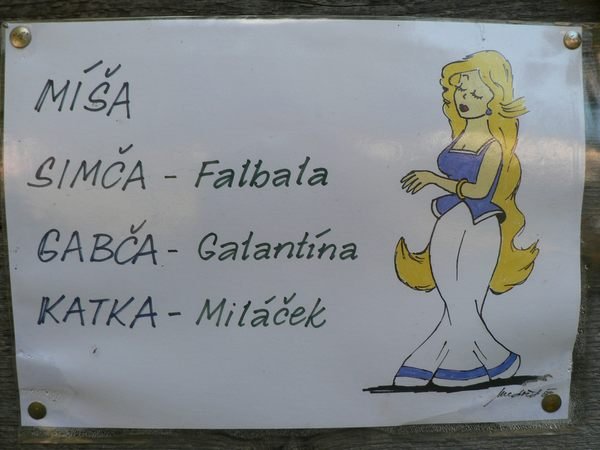 MÍŠA
SIMČA - Falbala
GABČA - Galantína
KATKA - Miláček